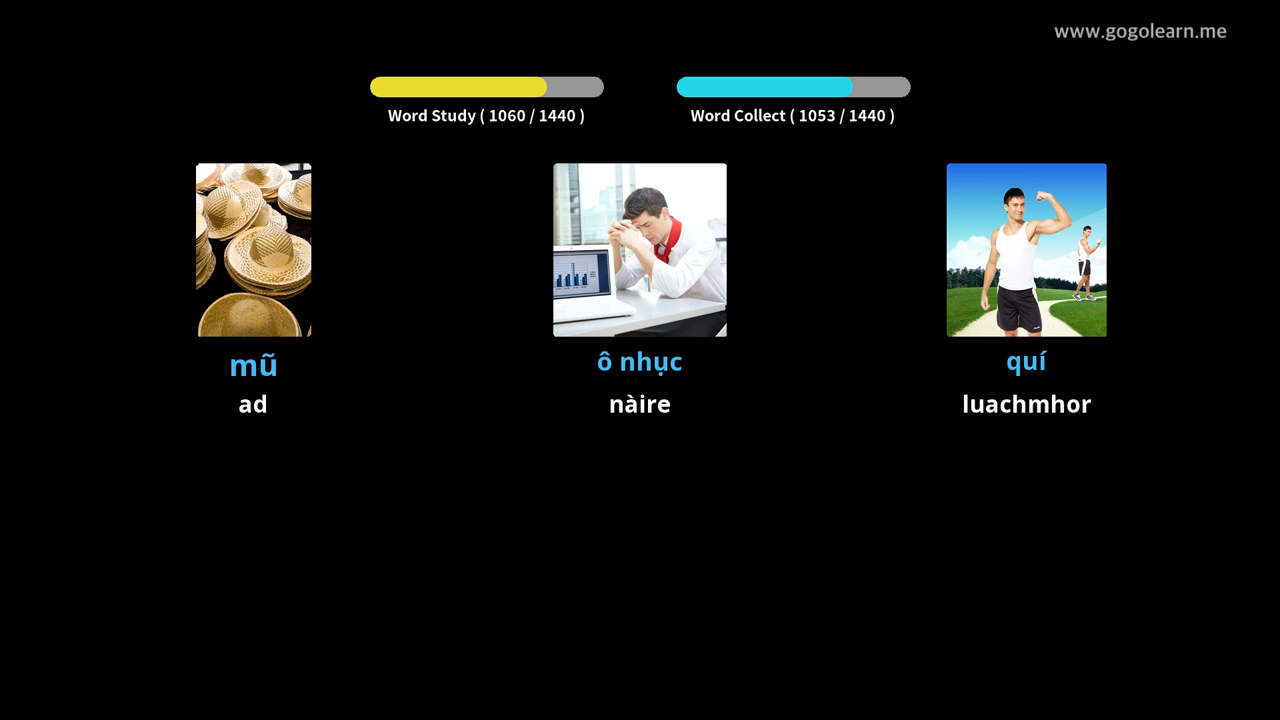 www.gogolearn.me
Word Study ( 1060 / 1440 )
Word Collect ( 1053 / 1440 )
mũ
ô nhục
quí
ad
nàire
luachmhor